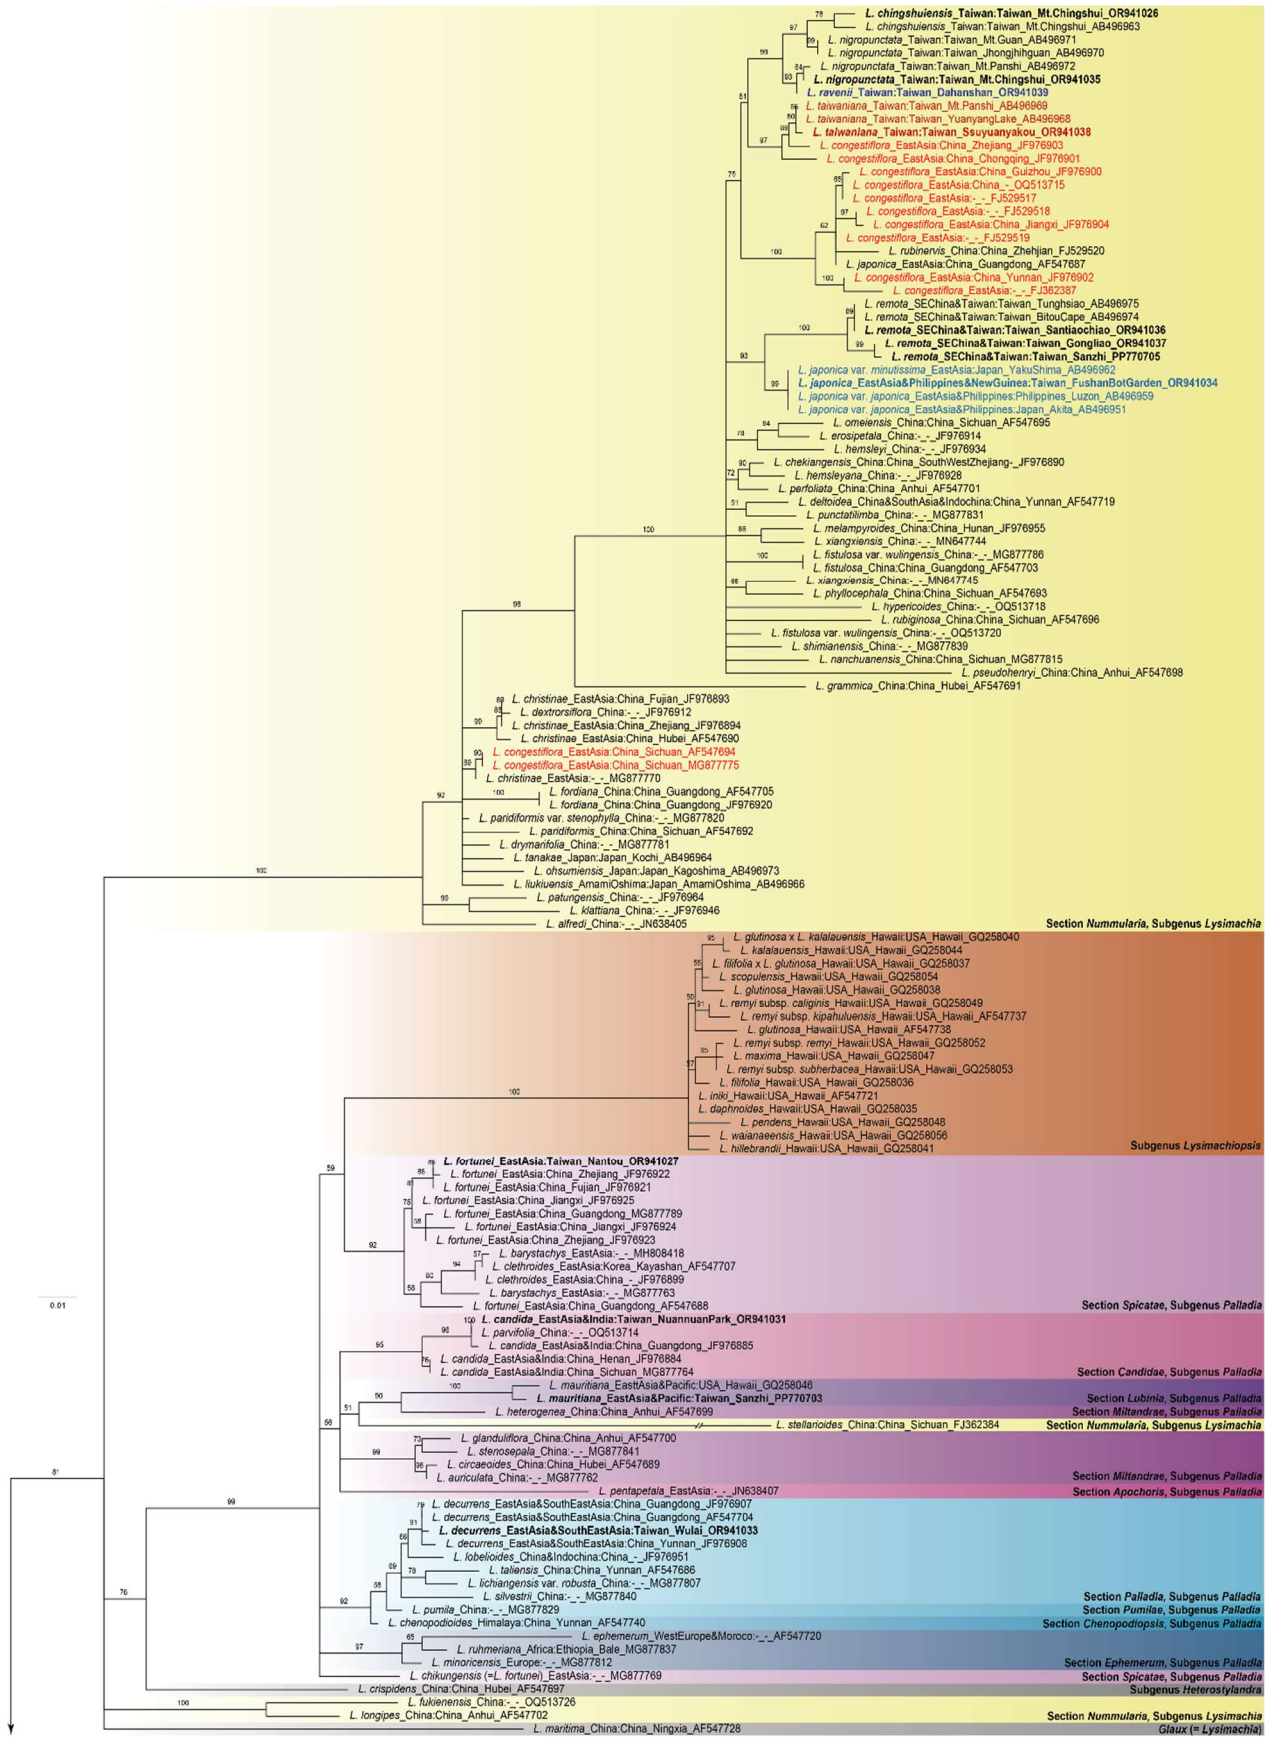 L. chingshuiensis_Taiwan:Taiwan_Mt.Chingshui_OR941026
L. chingshuiensis_Taiwan:Taiwan_Mt.Chingshui_AB496963
L. nigropunctata_Taiwan:Taiwan_Mt.Guan_AB496971
L. nigropunctata_Taiwan:Taiwan_Jhongjhihguan_AB496970
L. nigropunctata_Taiwan:Taiwan_Mt.Panshi_AB496972
L. nigropunctata_Taiwan:Taiwan_Mt.Chingshui_OR941035
L. ravenii_Taiwan:Taiwan_Dahanshan_OR941039
L. taiwaniana_Taiwan:Taiwan_Mt.Panshi_AB496969
L. taiwaniana_Taiwan:Taiwan_YuanyangLake_AB496968
L. taiwaniana_Taiwan:Taiwan_Ssuyuanyakou_OR941038
L. congestiflora_EastAsia:China_Zhejiang_JF976903
L. congestiflora_EastAsia:China_Chongqing_JF976901
L. congestiflora_EastAsia:China_Guizhou_JF976900
L. congestiflora_EastAsia:China_-_OQ513715
L. congestiflora_EastAsia:-_-_FJ529517
L. congestiflora_EastAsia:-_-_FJ529518
L. congestiflora_EastAsia:China_Jiangxi_JF976904
L. congestiflora_EastAsia:-_-_FJ529519
L. rubinervis_China:China_Zhehjian_FJ529520
L. japonica_EastAsia:China_Guangdong_AF547687
L. congestiflora_EastAsia:China_Yunnan_JF976902
L. congestiflora_EastAsia:-_-_FJ362387
L. remota_SEChina&Taiwan:Taiwan_Tunghsiao_AB496975
L. remota_SEChina&Taiwan:Taiwan_BitouCape_AB496974
L. remota_SEChina&Taiwan:Taiwan_Santiaochiao_OR941036
L. remota_SEChina&Taiwan:Taiwan_Gongliao_OR941037
L. remota_SEChina&Taiwan:Taiwan_Sanzhi_PP770705
L. japonica var. minutissima_EastAsia:Japan_YakuShima_AB496962
L. japonica_EastAsia&Philippines&NewGuinea:Taiwan_FushanBotGarden_OR941034
L. japonica var. japonica_EastAsia&Philippines:Philippines_Luzon_AB496959
L. japonica var. japonica_EastAsia&Philippines:Japan_Akita_AB496951
L. omeiensis_China:China_Sichuan_AF547695
L. erosipetala_China:-_-_JF976914
L. hemsleyi_China:-_-_JF976934
L. chekiangensis_China:China_SouthWestZhejiang-_JF976890
L. hemsleyana_China:-_-_JF976928
L. perfoliata_China:China_Anhui_AF547701
L. deltoidea_China&SouthAsia&Indochina:China_Yunnan_AF547719
L. punctatilimba_China:-_-_MG877831
L. melampyroides_China:China_Hunan_JF976955
L. xiangxiensis_China:-_-_MN647744
L. fistulosa var. wulingensis_China:-_-_MG877786
L. fistulosa_China:China_Guangdong_AF547703
L. xiangxiensis_China:-_-_MN647745
L. phyllocephala_China:China_Sichuan_AF547693
L. hypericoides_China:-_-_OQ513718
L. rubiginosa_China:China_Sichuan_AF547696
L. fistulosa var. wulingensis_China:-_-_OQ513720
L. shimianensis_China:-_-_MG877839
L. nanchuanensis_China:China_Sichuan_MG877815
L. pseudohenryi_China:China_Anhui_AF547698
L. grammica_China:China_Hubei_AF547691
L. christinae_EastAsia:China_Fujian_JF976893
L. dextrorsiflora_China:-_-_JF976912
L. christinae_EastAsia:China_Zhejiang_JF976894
L. christinae_EastAsia:China_Hubei_AF547690
L. congestiflora_EastAsia:China_Sichuan_AF547694
L. congestiflora_EastAsia:China_Sichuan_MG877775
L. christinae_EastAsia:-_-_MG877770
L. fordiana_China:China_Guangdong_AF547705
L. fordiana_China:China_Guangdong_JF976920
L. paridiformis var. stenophylla_China:-_-_MG877820
L. paridiformis_China:China_Sichuan_AF547692
L. drymarifolia_China:-_-_MG877781
L. tanakae_Japan:Japan_Kochi_AB496964
L. ohsumiensis_Japan:Japan_Kagoshima_AB496973
L. liukiuensis_AmamiOshima:Japan_AmamiOshima_AB496966
L. patungensis_China:-_-_JF976964
L. klattiana_China:-_-_JF976946
L. alfredi_China:-_-_JN638405
Section Nummularia, Subgenus Lysimachia
L. glutinosa x L. kalalauensis_Hawaii:USA_Hawaii_GQ258040
L. kalalauensis_Hawaii:USA_Hawaii_GQ258044
L. filifolia x L. glutinosa_Hawaii:USA_Hawaii_GQ258037
L. scopulensis_Hawaii:USA_Hawaii_GQ258054
L. glutinosa_Hawaii:USA_Hawaii_GQ258038
L. remyi subsp. caliginis_Hawaii:USA_Hawaii_GQ258049
L. remyi subsp. kipahuluensis_Hawaii:USA_Hawaii_AF547737
L. glutinosa_Hawaii:USA_Hawaii_AF547738
L. remyi subsp. remyi_Hawaii:USA_Hawaii_GQ258052
L. maxima_Hawaii:USA_Hawaii_GQ258047
L. remyi subsp. subherbacea_Hawaii:USA_Hawaii_GQ258053
L. filifolia_Hawaii:USA_Hawaii_GQ258036
L. iniki_Hawaii:USA_Hawaii_AF547721
L. daphnoides_Hawaii:USA_Hawaii_GQ258035
L. pendens_Hawaii:USA_Hawaii_GQ258048
L. waianaeensis_Hawaii:USA_Hawaii_GQ258056
L. hillebrandii_Hawaii:USA_Hawaii_GQ258041
Subgenus Lysimachiopsis
L. fortunei_EastAsia:Taiwan_Nantou_OR941027
L. fortunei_EastAsia:China_Zhejiang_JF976922
L. fortunei_EastAsia:China_Fujian_JF976921
L. fortunei_EastAsia:China_Jiangxi_JF976925
L. fortunei_EastAsia:China_Guangdong_MG877789
L. fortunei_EastAsia:China_Jiangxi_JF976924
L. fortunei_EastAsia:China_Zhejiang_JF976923
L. barystachys_EastAsia:-_-_MH808418
L. clethroides_EastAsia:Korea_Kayashan_AF547707
L. clethroides_EastAsia:China_-_JF976899
L. barystachys_EastAsia:-_-_MG877763
L. fortunei_EastAsia:China_Guangdong_AF547688
Section Spicatae, Subgenus Palladia
L. candida_EastAsia&India:Taiwan_NuannuanPark_OR941031
L. parvifolia_China:-_-_OQ513714
L. candida_EastAsia&India:China_Guangdong_JF976885
L. candida_EastAsia&India:China_Henan_JF976884
L. candida_EastAsia&India:China_Sichuan_MG877764
Section Candidae, Subgenus Palladia
L. mauritiana_EasttAsia&Pacific:USA_Hawaii_GQ258046
L. mauritiana_EastAsia&Pacific:Taiwan_Sanzhi_PP770703
Section Lubinia, Subgenus Palladia
L. heterogenea_China:China_Anhui_AF547699
Section Miltandrae, Subgenus Palladia
L. stellarioides_China:China_Sichuan_FJ362384
Section Nummularia, Subgenus Lysimachia
L. glanduliflora_China:China_Anhui_AF547700
L. stenosepala_China:-_-_MG877841
L. circaeoides_China:China_Hubei_AF547689
L. auriculata_China:-_-_MG877762
Section Miltandrae, Subgenus Palladia
L. pentapetala_EastAsia:-_-_JN638407
Section Apochoris, Subgenus Palladia
L. decurrens_EastAsia&SouthEastAsia:China_Guangdong_JF976907
L. decurrens_EastAsia&SouthEastAsia:China_Guangdong_AF547704
L. decurrens_EastAsia&SouthEastAsia:Taiwan_Wulai_OR941033
L. decurrens_EastAsia&SouthEastAsia:China_Yunnan_JF976908
L. lobelioides_China&Indochina:China_-_JF976951
L. taliensis_China:China_Yunnan_AF547686
L. lichiangensis var. robusta_China:-_-_MG877807
L. silvestrii_China:-_-_MG877840
Section Palladia, Subgenus Palladia
L. pumila_China:-_-_MG877829
Section Pumilae, Subgenus Palladia
L. chenopodioides_Himalaya:China_Yunnan_AF547740
Section Chenopodiopsis, Subgenus Palladia
L. ephemerum_WestEurope&Moroco:-_-_AF547720
L. ruhmeriana_Africa:Ethiopia_Bale_MG877837
L. minoricensis_Europe:-_-_MG877812
Section Ephemerum, Subgenus Palladia
L. chikungensis (=L. fortunei)_EastAsia:-_-_MG877769
Section Spicatae, Subgenus Palladia
L. crispidens_China:China_Hubei_AF547697
Subgenus Heterostylandra
L. fukienensis_China:-_-_OQ513726
L. longipes_China:China_Anhui_AF547702
Section Nummularia, Subgenus Lysimachia
L. maritima_China:China_Ningxia_AF547728
Glaux (= Lysimachia)
0.01